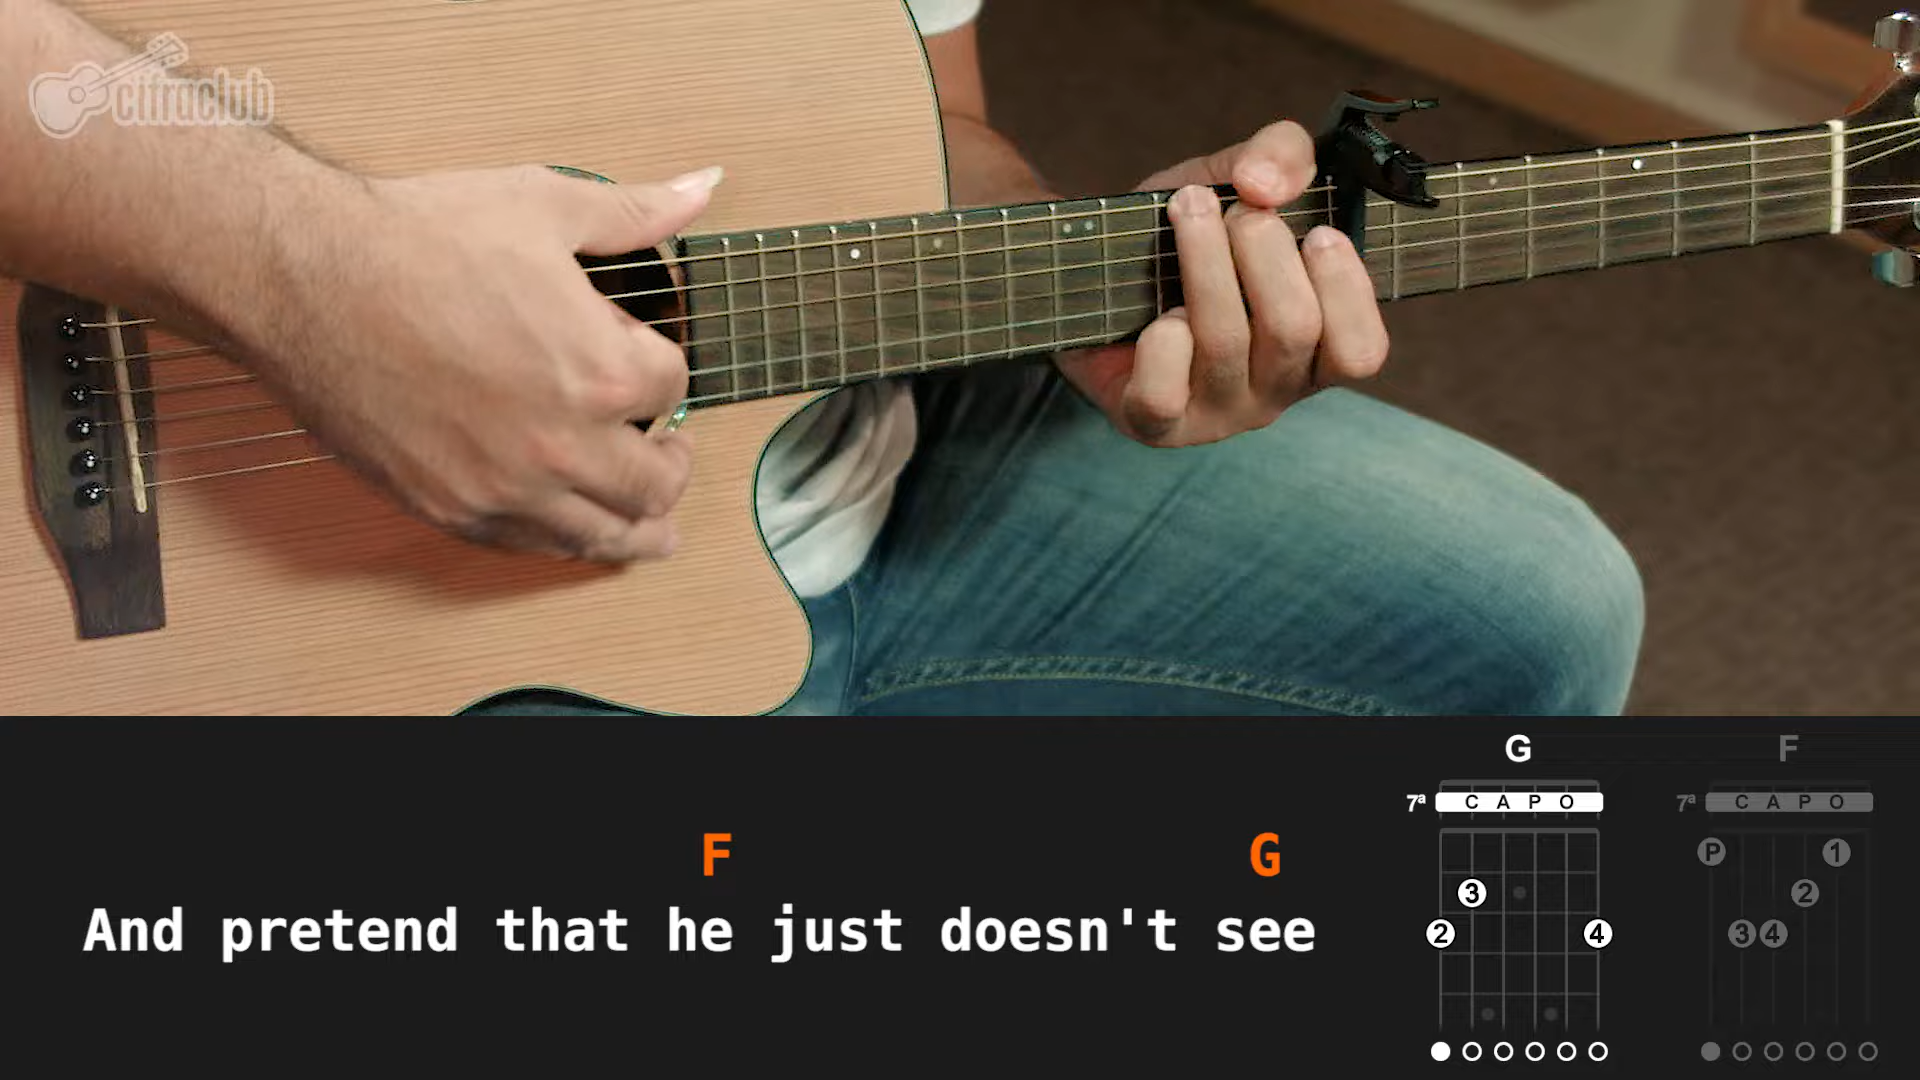 cifraclub
G F
7ª CAPO 7ª CAPO
F G
And pretend that he just doesn't see
P 1
3 2
2 4 3 4